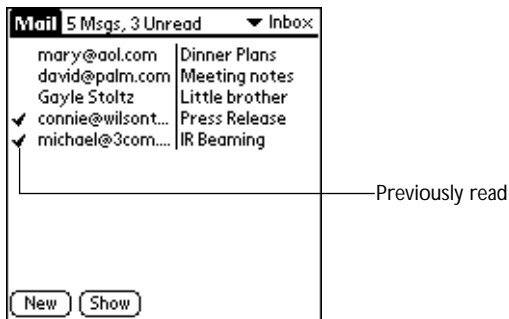 Mail 5 Msgs, 3 Unread Inbox
mary@aol.com Dinner Plans
david@palm.com Meeting notes
Gayle Stoltz Little brother
connie@wilsont... Press Release
michael@3com.... IR Beaming
Previously read
New Show